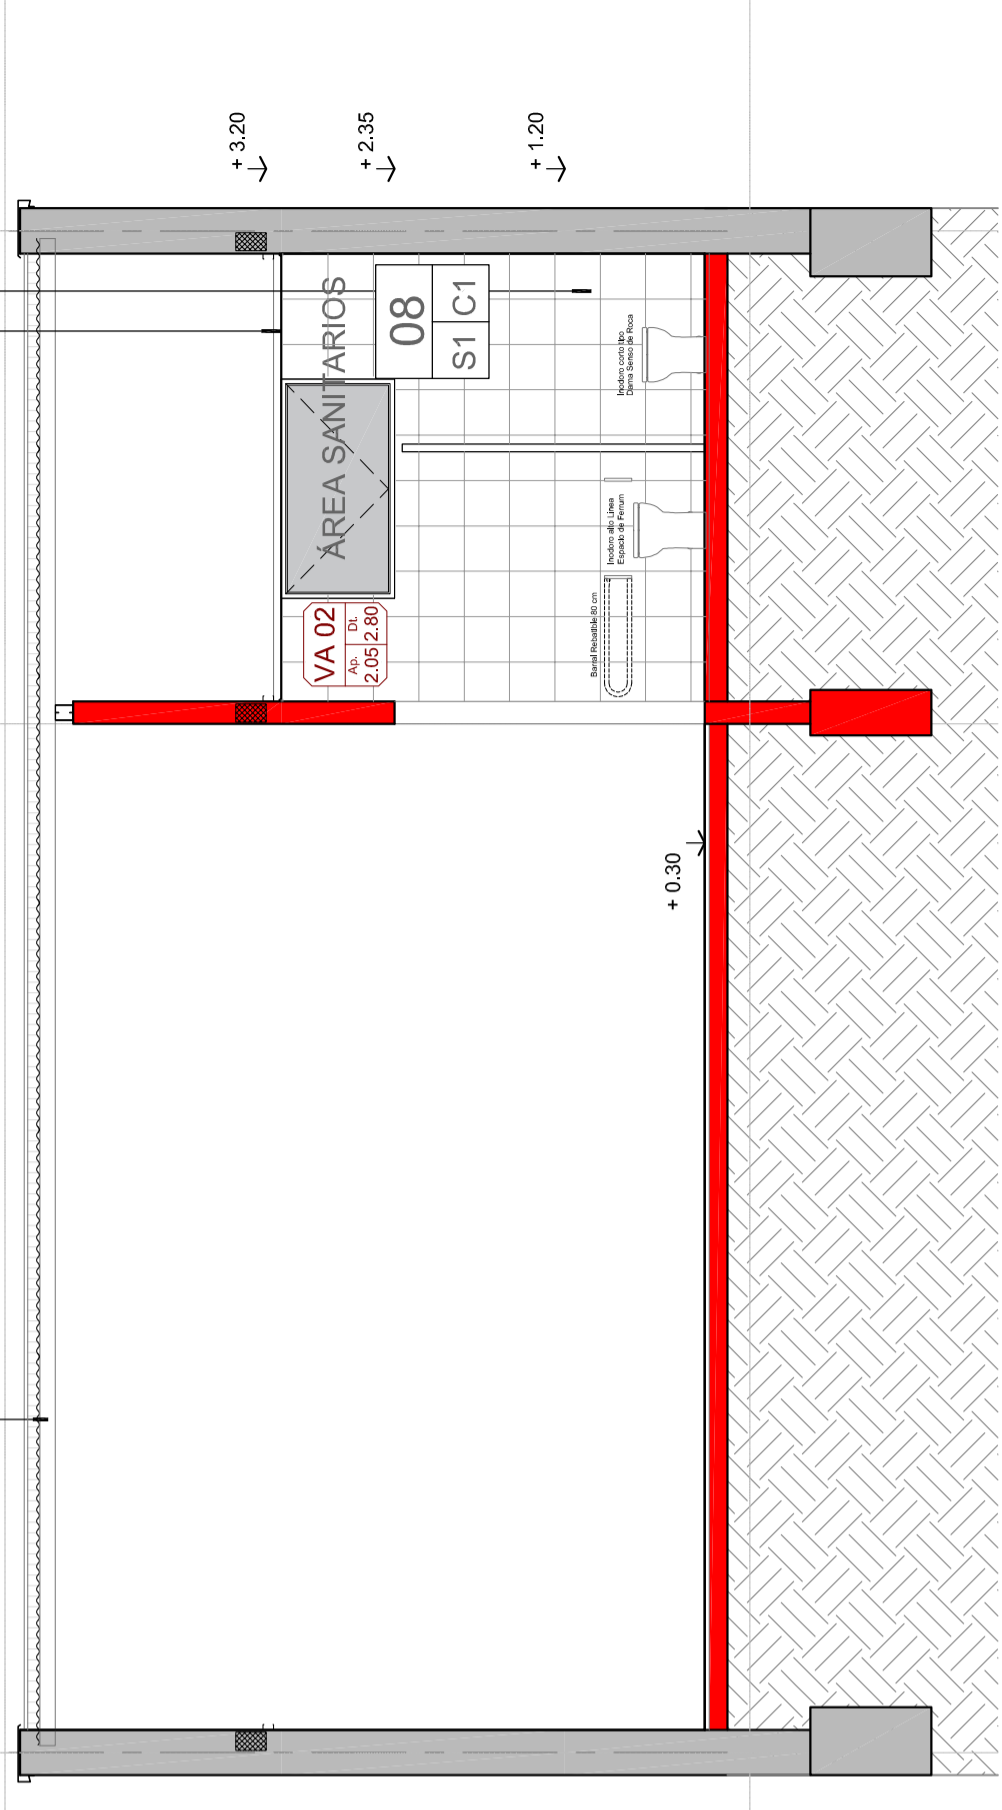 + 3.20
+ 2.35
+ 1.20
ÁREA SANITARIOS
08
S1 C1
VA 02
Ap. Dt.
2.05 2.80
Inodoro corto tipo
Dama Senso de Roca
Inodoro alto Línea
Espacio de Ferrum
Barral Rebatible 80 cm
+ 0.30